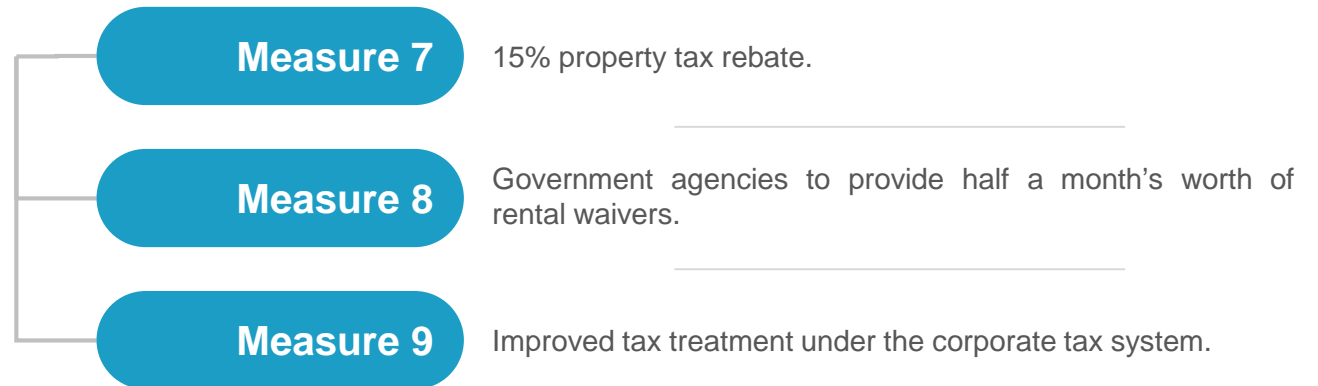 Measure 7
15% property tax rebate.
Measure 8
Government agencies to provide half a month’s worth of
rental waivers.
Measure 9
Improved tax treatment under the corporate tax system.